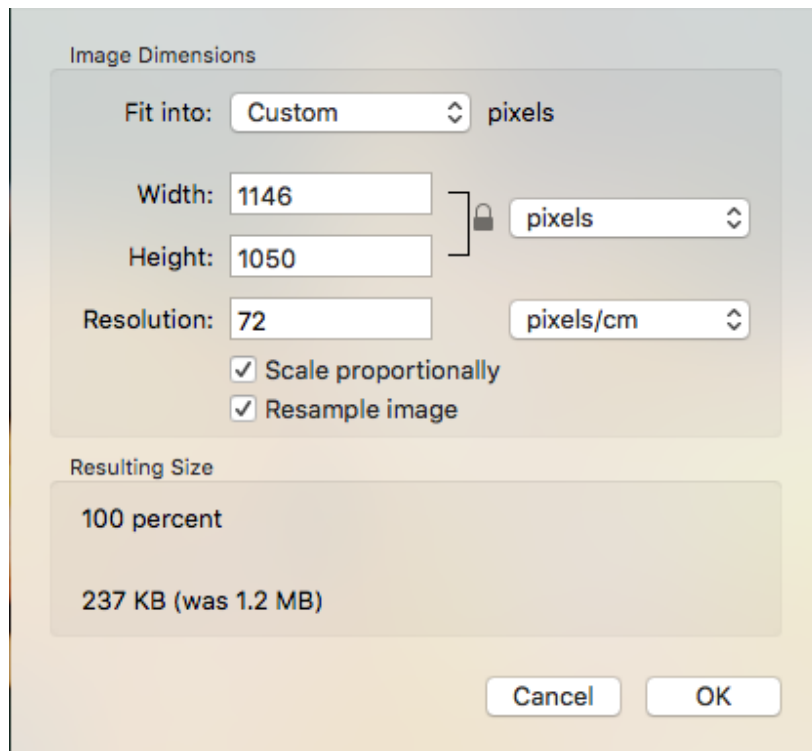 Image Dimensions
Fit into: Custom pixels
Width: 1146
pixels
Height: 1050
Resolution: 72 pixels/cm
Scale proportionally
Resample image
Resulting Size
100 percent
237 KB (was 1.2 MB)
Cancel OK